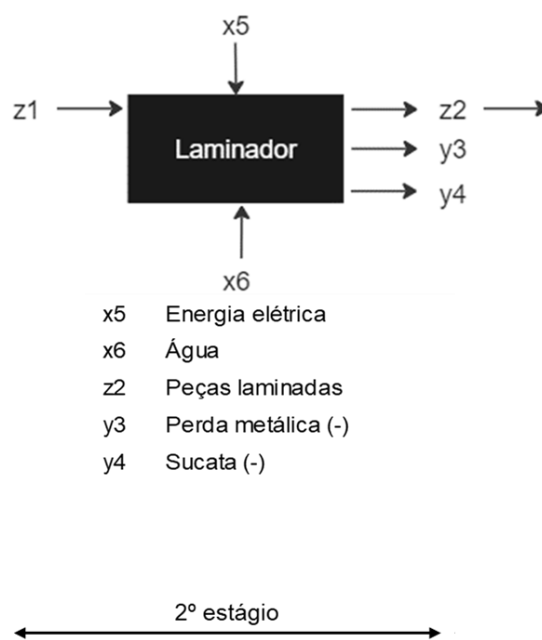 x5
z1
Laminador
z2
y3
y4
x6
x5 Energia elétrica
x6 Água
z2 Peças laminadas
y3 Perda metálica (-)
y4 Sucata (-)
2º estágio